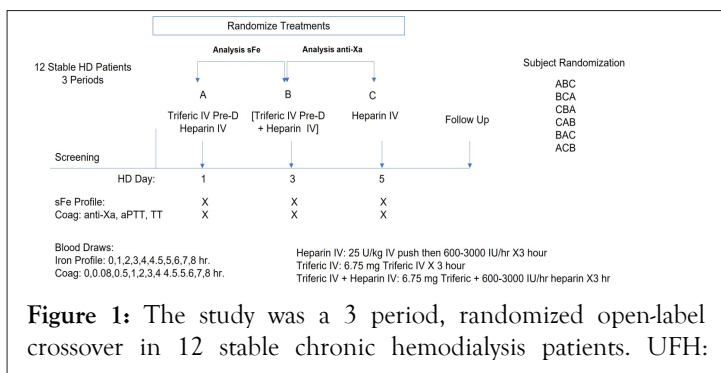 Randomize Treatments
Analysis sFe
Analysis anti-Xa
12 Stable HD Patients
3 Periods
Subject Randomization
ABC
BCA
CBA
CAB
BAC
ACB
A
B
C
Triferic IV Pre-D
Heparin IV
[Triferic IV Pre-D
+ Heparin IV]
Heparin IV
Follow Up
Screening
HD Day:
1
3
5
sFe Profile:
X
X
X
Coag: anti-Xa, aPTT, TT
X
X
X
Blood Draws:
Iron Profile: 0,1,2,3,4,4.5,5,6,7,8 hr.
Coag: 0,0.08,0.5,1,2,3,4 4.5.5.6,7,8 hr.
Heparin IV: 25 U/kg IV push then 600-3000 IU/hr X3 hour
Triferic IV: 6.75 mg Triferic IV X 3 hour
Triferic IV + Heparin IV: 6.75 mg Triferic + 600-3000 IU/hr heparin X3 hr
Figure 1: The study was a 3 period, randomized open-label
crossover in 12 stable chronic hemodialysis patients. UFH: